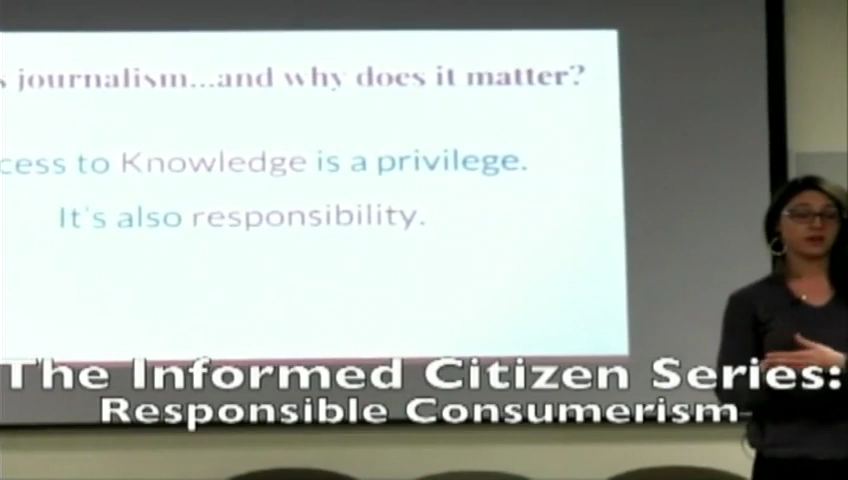 journalism...and why does it matter?
to Knowledge is a privilege.
It's also responsibility.
The Informed Citizen Series:
Responsible Consumerism